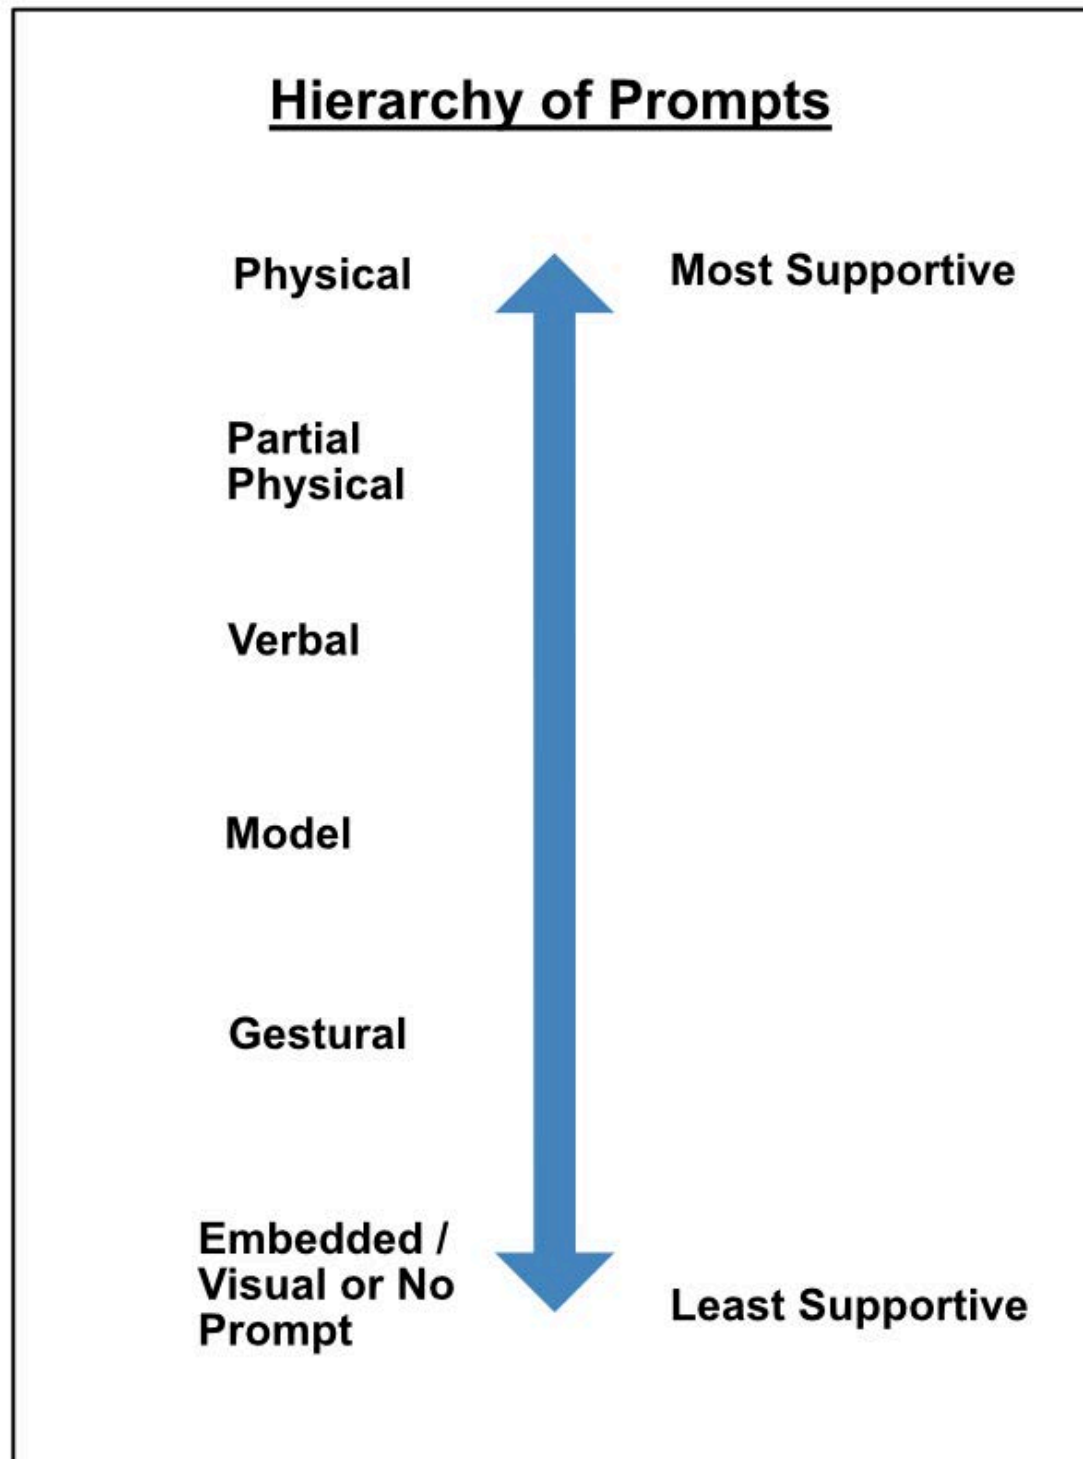 Hierarchy of Prompts
Physical
Most Supportive
Partial
Physical
Verbal
Model
Gestural
Embedded /
Visual or No
Prompt
Least Supportive